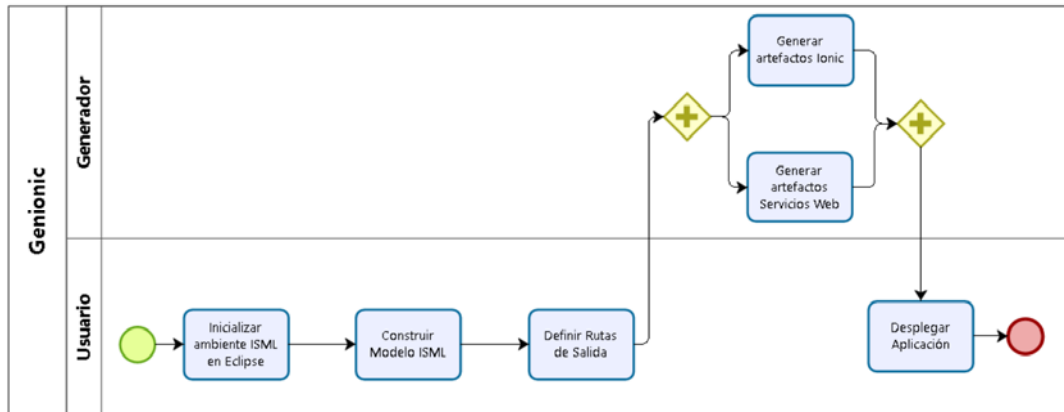 Genionic
Generador
Generar
artefactos Ionic
Generar
artefactos
Servicios Web
Usuario
Inicializar
ambiente ISML
en Eclipse
Construir
Modelo ISML
Definir Rutas
de Salida
Desplegar
Aplicación